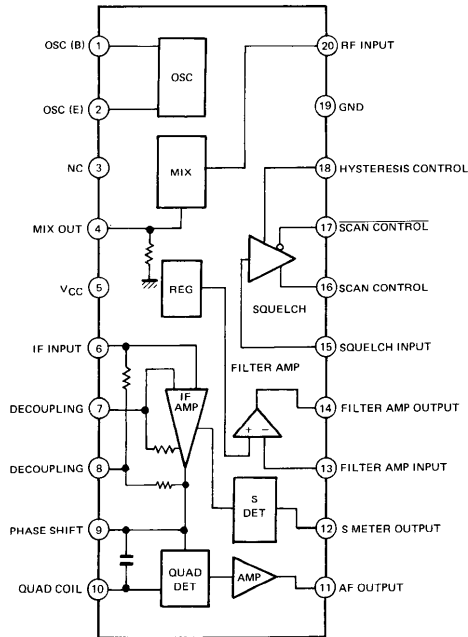 OSC (B)
1
OSC (E)
2
NC
3
MIX OUT
4
VCC
5
IF INPUT
6
DECOUPLING
7
DECOUPLING
8
PHASE SHIFT
9
QUAD COIL
10
OSC
MIX
REG
IF
AMP
FILTER AMP
+ −
SQUELCH
S
DET
QUAD
DET
AMP
20
RF INPUT
19
GND
18
HYSTERESIS CONTROL
17
SCAN CONTROL
16
SCAN CONTROL
15
SQUELCH INPUT
14
FILTER AMP OUTPUT
13
FILTER AMP INPUT
12
S METER OUTPUT
11
AF OUTPUT